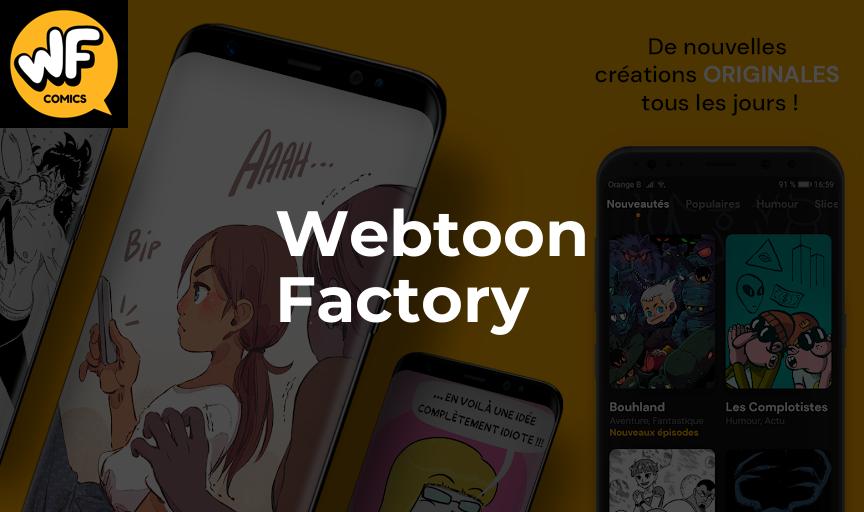 WF
COMICS
De nouvelles
créations ORIGINALES
tous les jours !
AAAH...
Bip
Webtoon
Factory
Orange B
91 % 16:59
Nouveautés Populaires Humour Slice
Bouhland
Aventure, Fantastique
Nouveaux épisodes
Les Complotistes
Humour, Actu
... EN VOILÀ UNE IDÉE
COMPLÈTEMENT IDIOTE !!!